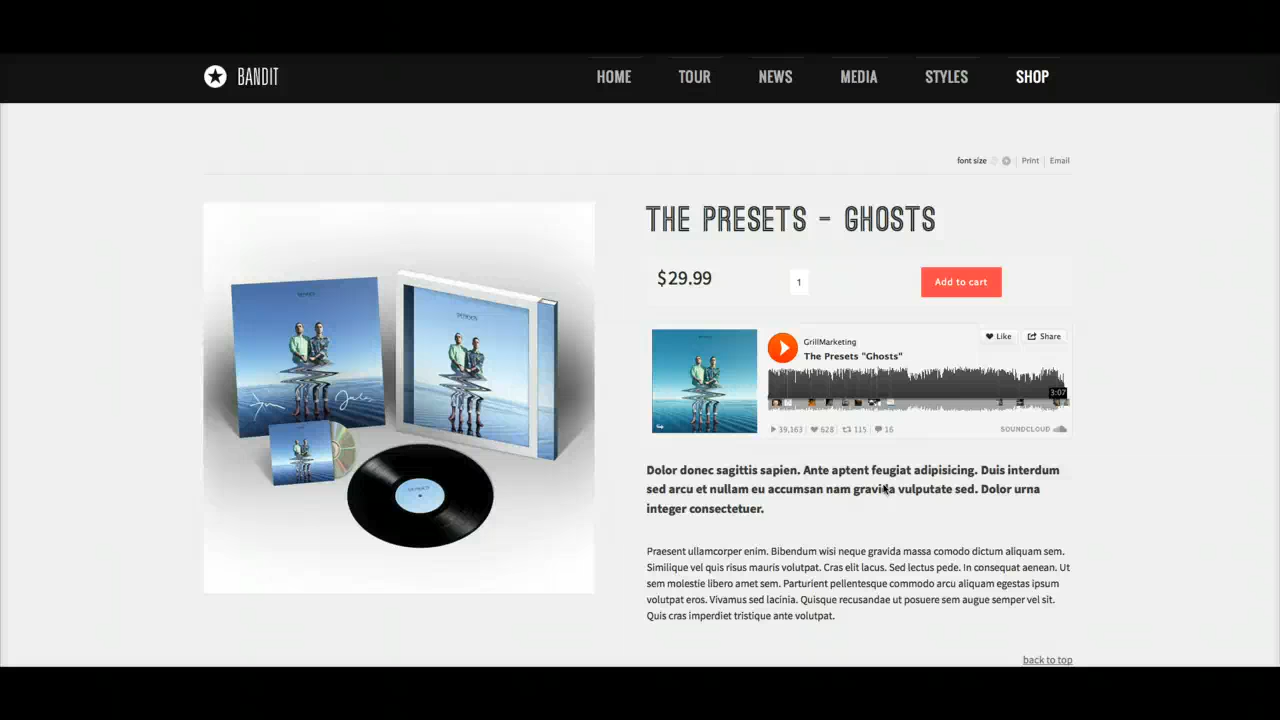 BANDIT
HOME TOUR NEWS MEDIA STYLES SHOP
font size | Print | Email
THE PRESETS - GHOSTS
$29.99 1 Add to cart
GrillMarketing
Like Share
The Presets "Ghosts"
3:07
39,163 628 115 16
SOUNDCLOUD
Dolor donec sagittis sapien. Ante aptent feugiat adipisicing. Duis interdum
sed arcu et nullam eu accumsan nam gravida vulputate sed. Dolor urna
integer consectetuer.
Praesent ullamcorper enim. Bibendum wisi neque gravida massa comodo dictum aliquam sem.
Similique vel quis risus mauris volutpat. Cras elit lacus. Sed lectus pede. In consequat aenean. Ut
sem molestie libero amet sem. Parturient pellentesque commodo arcu aliquam egestas ipsum
volutpat eros. Vivamus sed lacinia. Quisque recusandae ut posuere sem augue semper vel sit.
Quis cras imperdiet tristique ante volutpat.
back to top